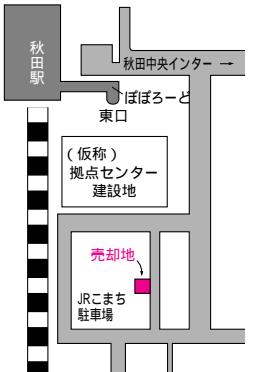 秋田駅
秋田中央インター →
ぽぽろーど
東口
（仮称）
拠点センター
建設地
売却地
JRこまち
駐車場